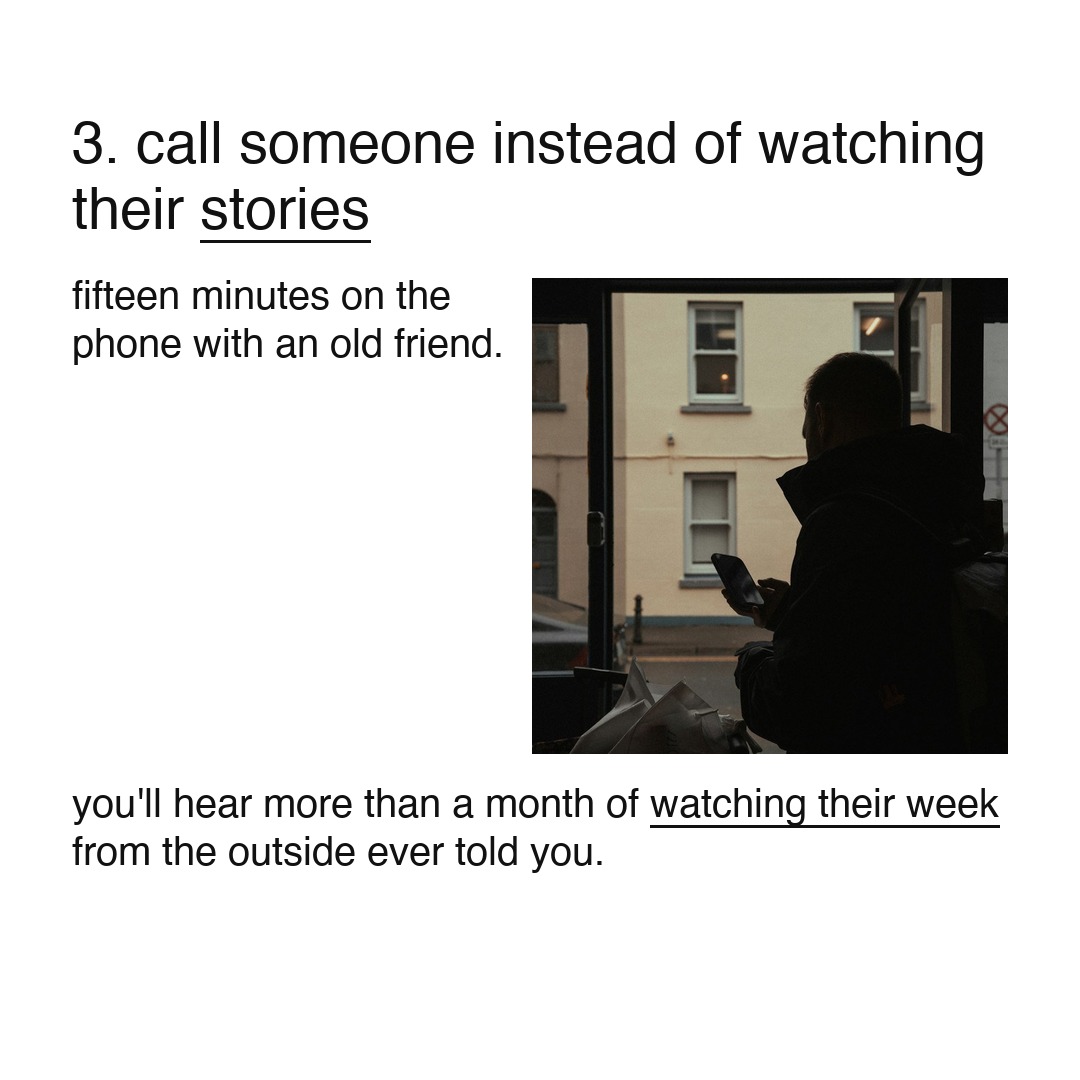 3. call someone instead of watching
their stories
fifteen minutes on the
phone with an old friend.
you'll hear more than a month of watching their week
from the outside ever told you.